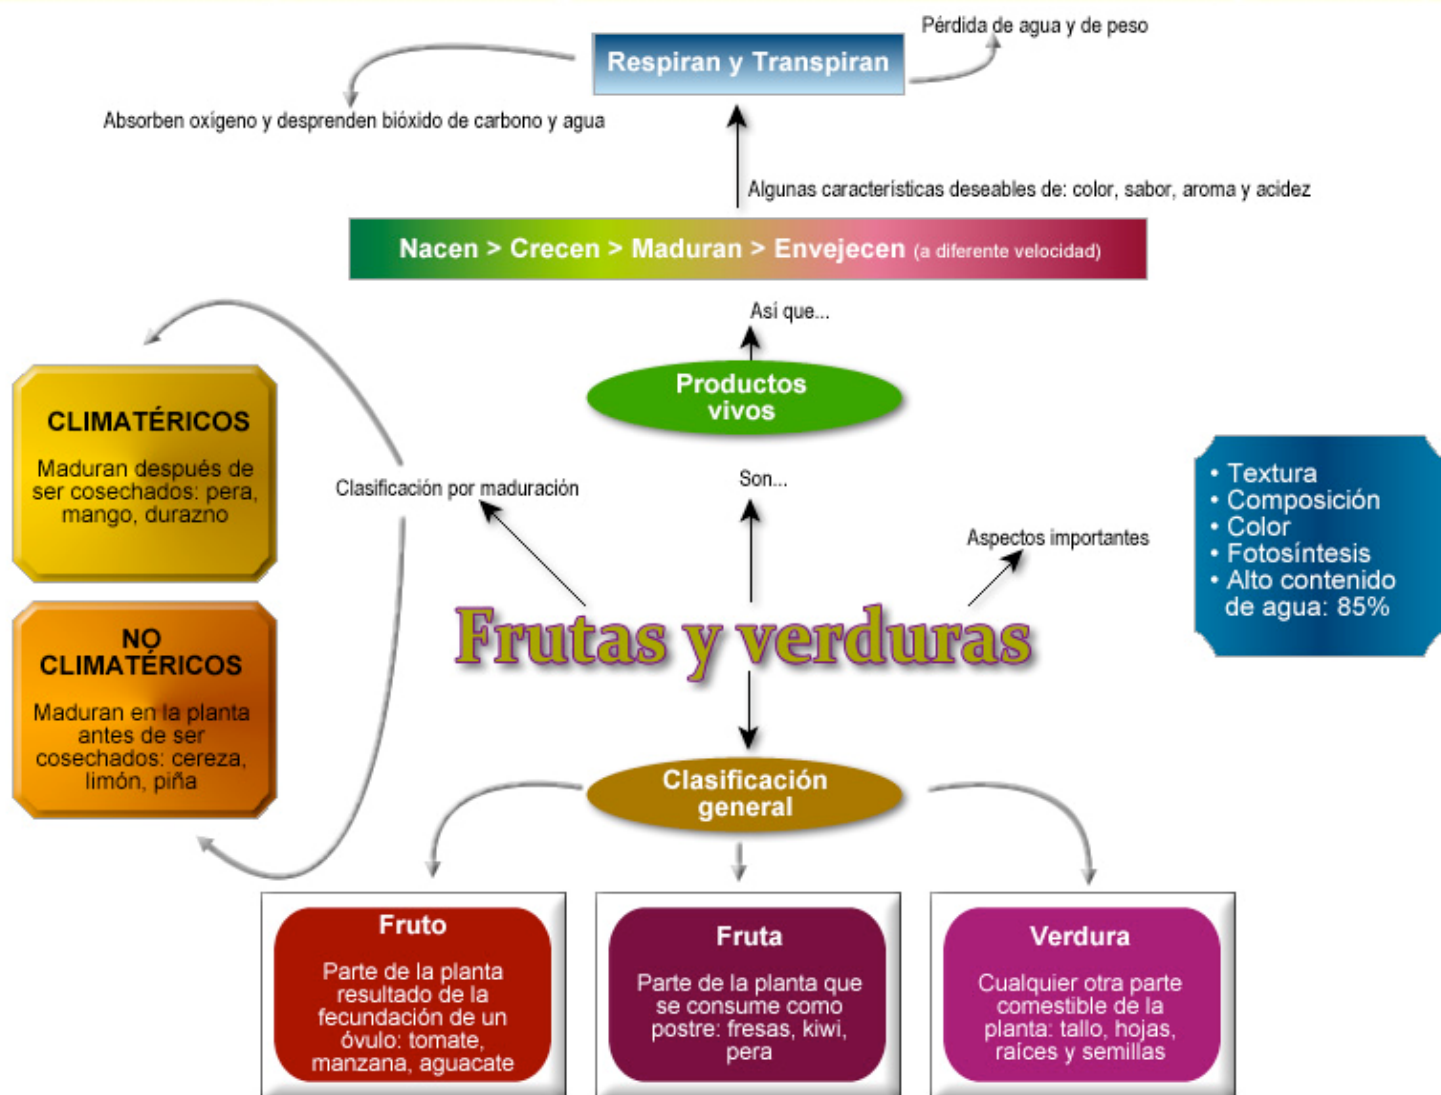 Pérdida de agua y de peso
Respiran y Transpiran
Absorben oxígeno y desprenden bióxido de carbono y agua
Algunas características deseables de: color, sabor, aroma y acidez
Nacen > Crecen > Maduran > Envejecen (a diferente velocidad)
Así que...
Productos
vivos
CLIMATÉRICOS
Maduran después de
ser cosechados: pera,
mango, durazno
Clasificación por maduración
Son...
Aspectos importantes
• Textura
• Composición
• Color
• Fotosíntesis
• Alto contenido
de agua: 85%
NO
CLIMATÉRICOS
Maduran en la planta
antes de ser
cosechados: cereza,
limón, piña
Frutas y verduras
Clasificación
general
Fruto
Parte de la planta
resultado de la
fecundación de un
óvulo: tomate,
manzana, aguacate
Fruta
Parte de la planta que
se consume como
postre: fresas, kiwi,
pera
Verdura
Cualquier otra parte
comestible de la
planta: tallo, hojas,
raíces y semillas